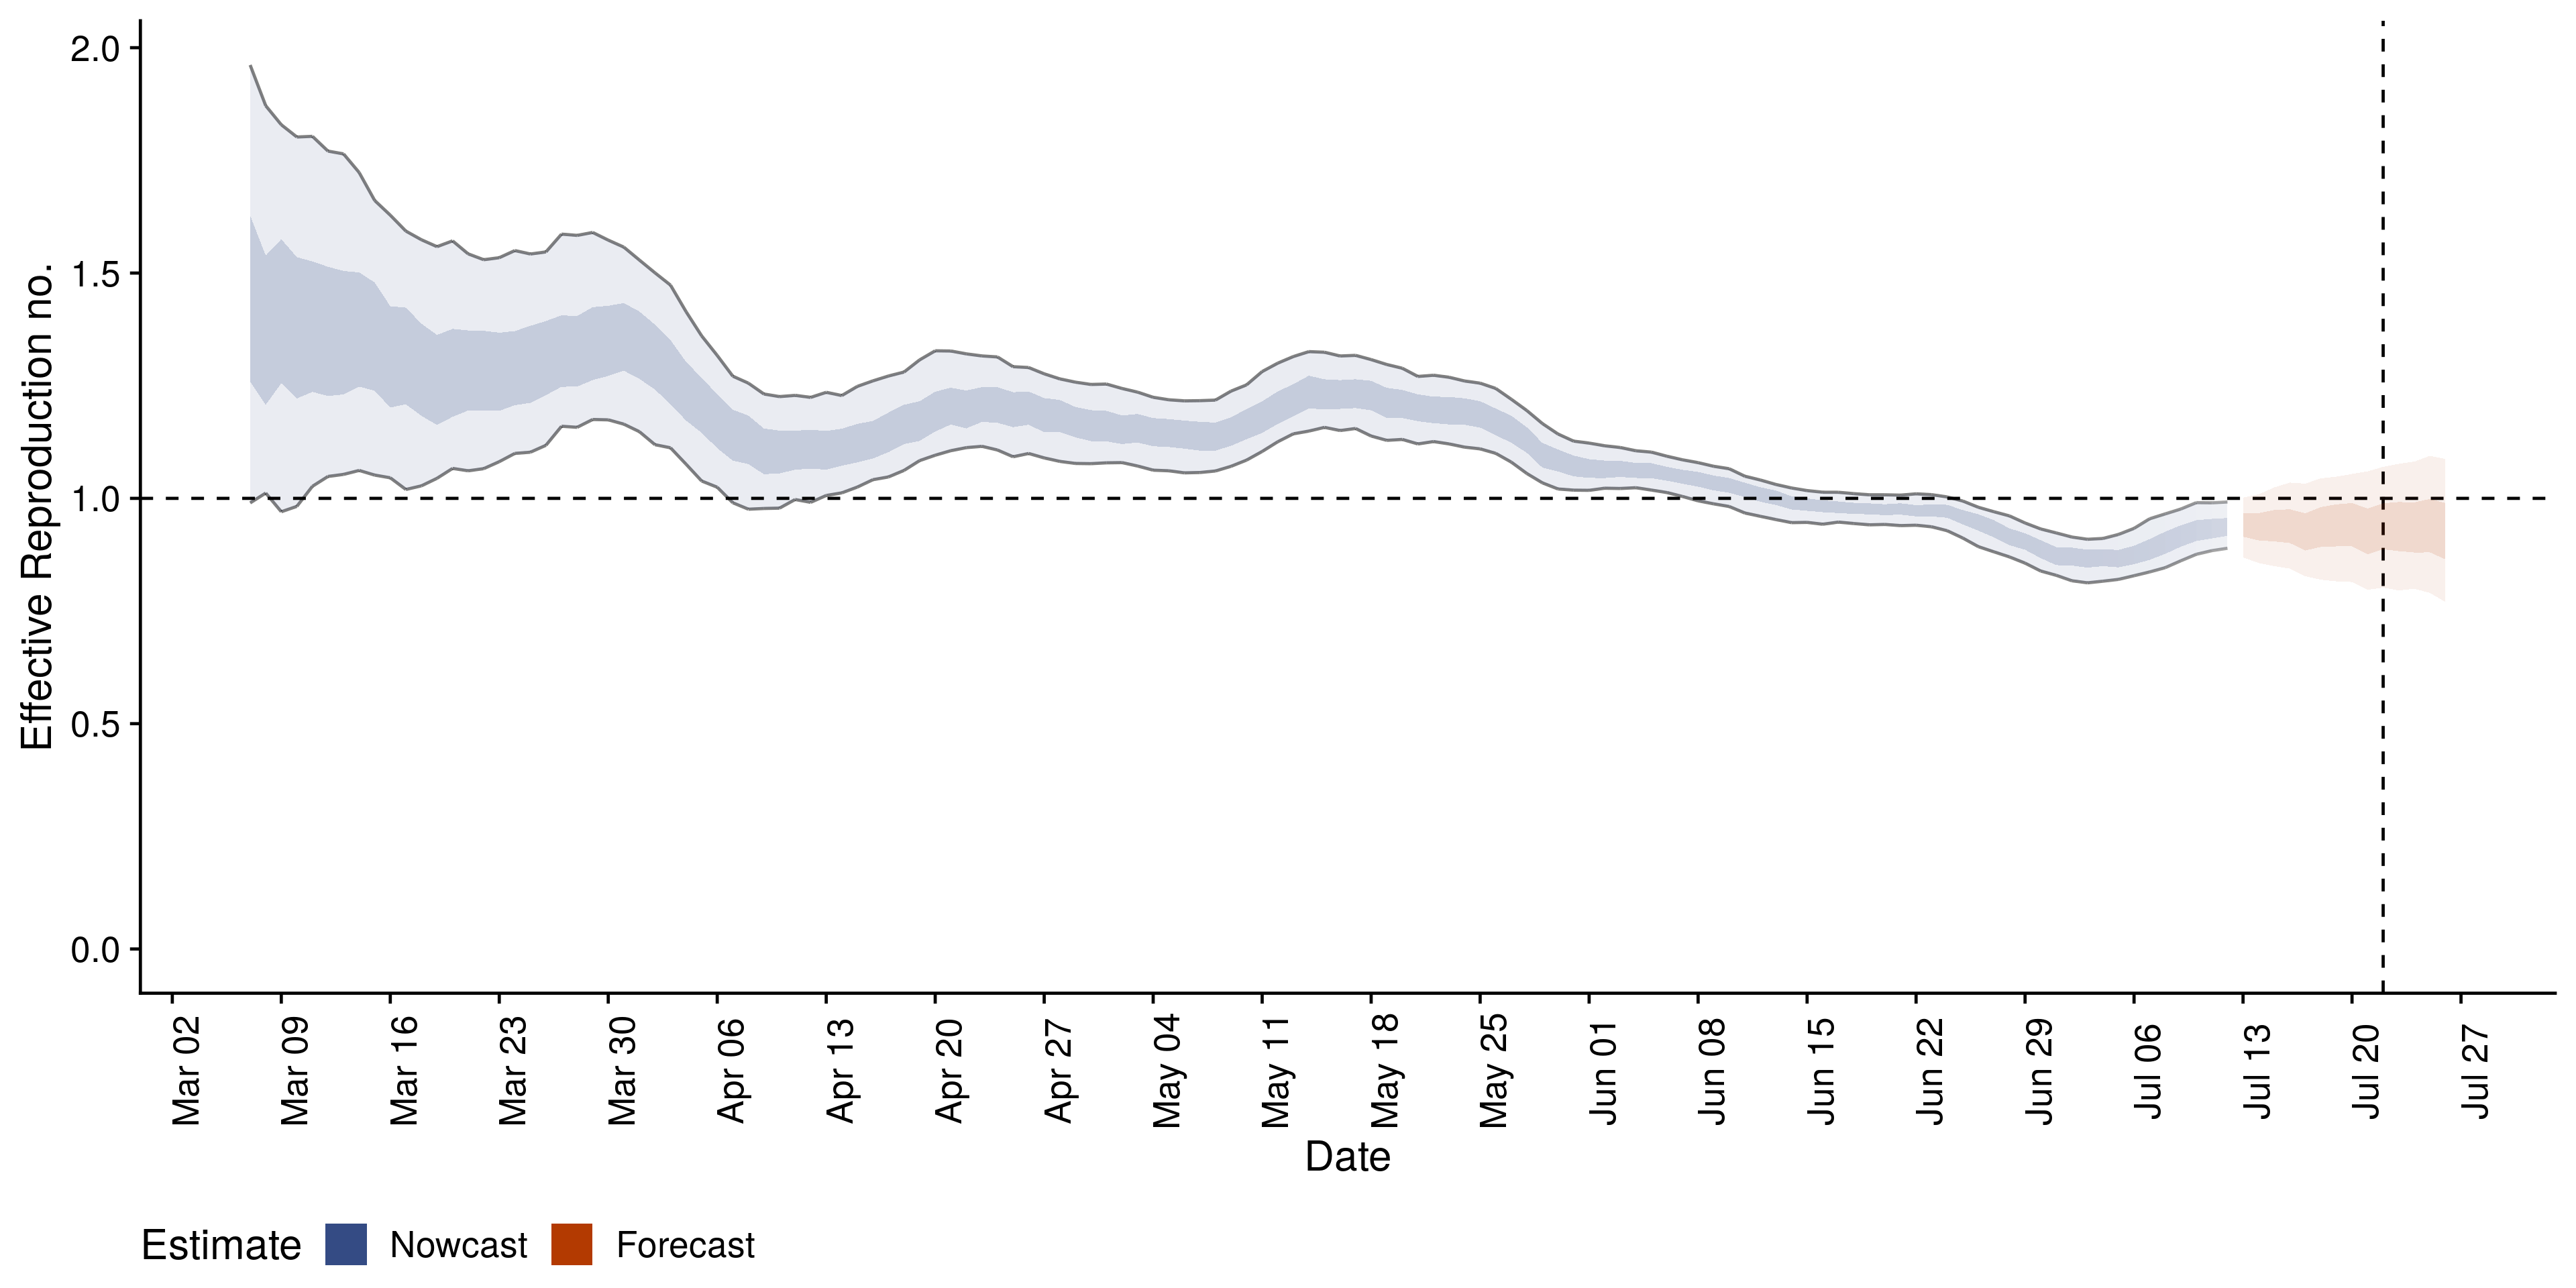 Effective Reproduction no.
2.0
1.5
1.0
0.5
0.0
Mar 02
Mar 09
Mar 16
Mar 23
Mar 30
Apr 06
Apr 13
Apr 20
Apr 27
May 04
May 11
May 18
May 25
Jun 01
Jun 08
Jun 15
Jun 22
Jun 29
Jul 06
Jul 13
Jul 20
Jul 27
Date
Estimate Nowcast Forecast